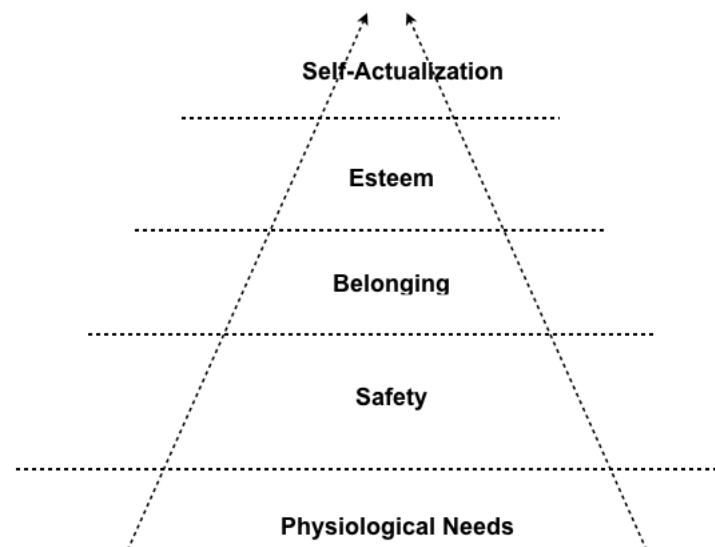 Self-Actualization
Esteem
Belonging
Safety
Physiological Needs